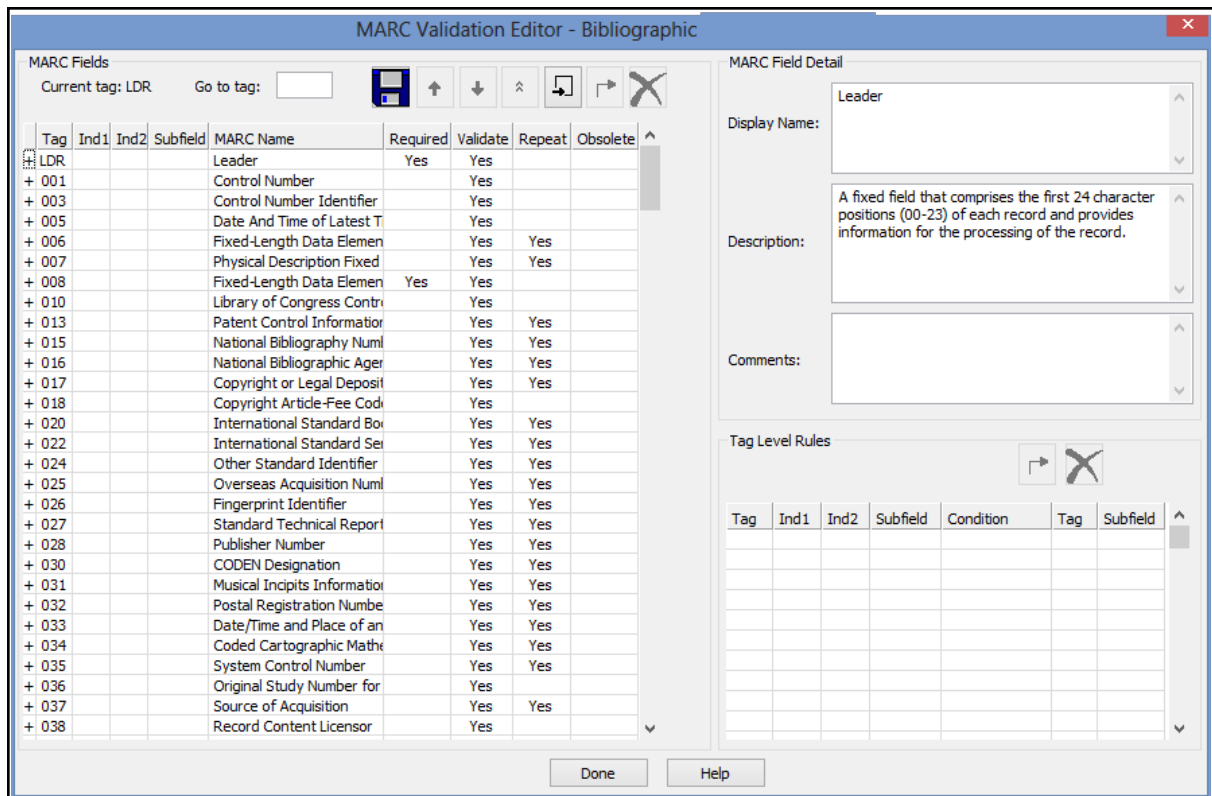 MARC Validation Editor - Bibliographic
MARC Fields
Current tag: LDR Go to tag:
Tag Ind1 Ind2 Subfield MARC Name Required Validate Repeat Obsolete
+ LDR Leader Yes Yes
+ 001 Control Number Yes
+ 003 Control Number Identifier Yes
+ 005 Date And Time of Latest T Yes
+ 006 Fixed-Length Data Elemen Yes Yes
+ 007 Physical Description Fixed Yes Yes
+ 008 Fixed-Length Data Elemen Yes Yes
+ 010 Library of Congress Contr Yes
+ 013 Patent Control Information Yes Yes
+ 015 National Bibliography Num Yes Yes
+ 016 National Bibliographic Agen Yes Yes
+ 017 Copyright or Legal Deposit Yes Yes
+ 018 Copyright Article-Fee Code Yes
+ 020 International Standard Boo Yes Yes
+ 022 International Standard Ser Yes Yes
+ 024 Other Standard Identifier Yes Yes
+ 025 Overseas Acquisition Num Yes Yes
+ 026 Fingerprint Identifier Yes Yes
+ 027 Standard Technical Report Yes Yes
+ 028 Publisher Number Yes Yes
+ 030 CODEN Designation Yes Yes
+ 031 Musical Incipits Information Yes Yes
+ 032 Postal Registration Numbe Yes Yes
+ 033 Date/Time and Place of an Yes Yes
+ 034 Coded Cartographic Mathe Yes Yes
+ 035 System Control Number Yes Yes
+ 036 Original Study Number for Yes
+ 037 Source of Acquisition Yes Yes
+ 038 Record Content Licensor Yes
MARC Field Detail
Display Name:
Leader
Description:
A fixed field that comprises the first 24 character
positions (00-23) of each record and provides
information for the processing of the record.
Comments:
Tag Level Rules
Tag Ind1 Ind2 Subfield Condition Tag Subfield
Done Help